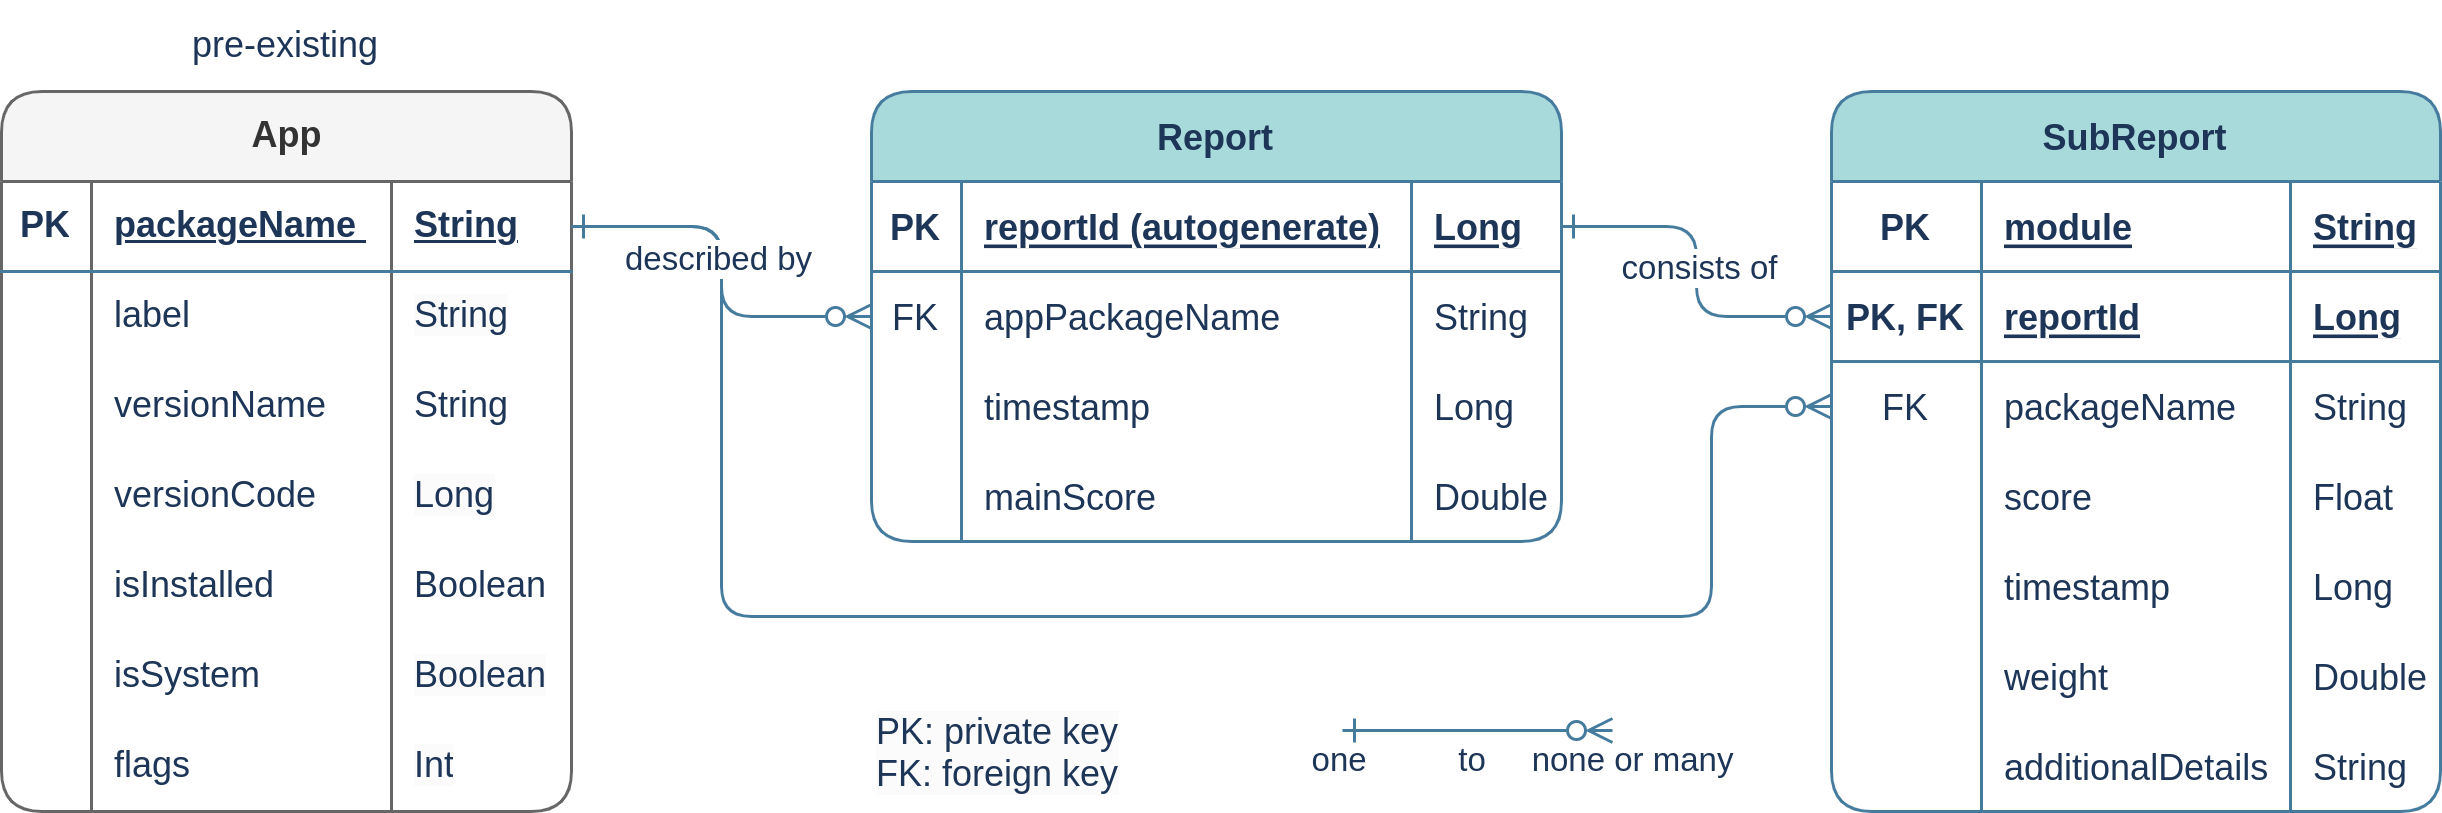 pre-existing
App
PK packageName String
label String
versionName String
versionCode Long
isInstalled Boolean
isSystem Boolean
flags Int
described by
Report
PK reportId (autogenerate) Long
FK appPackageName String
timestamp Long
mainScore Double
consists of
SubReport
PK module String
PK, FK reportId Long
FK packageName String
score Float
timestamp Long
weight Double
additionalDetails String
PK: private key
FK: foreign key
one to none or many